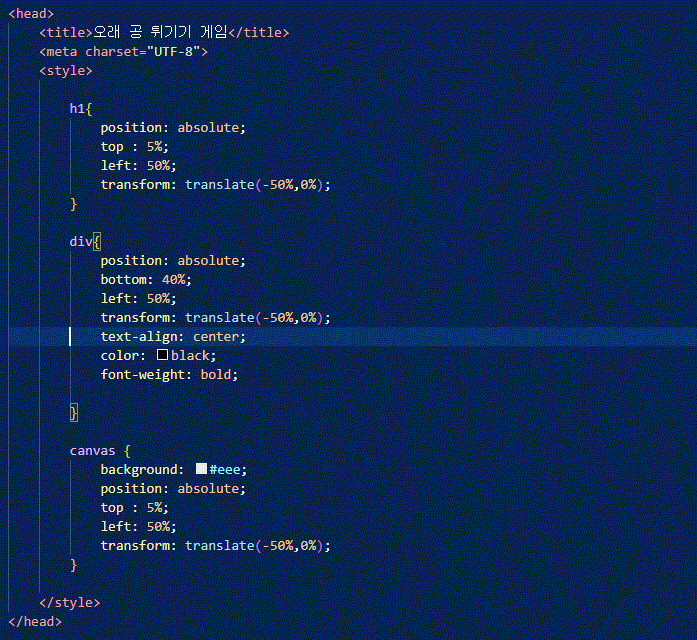 <head>
<title>오래 공 튀기기 게임</title>
<meta charset="UTF-8">
<style>
h1{
position: absolute;
top : 5%;
left: 50%;
transform: translate(-50%,0%);
}
div{
position: absolute;
bottom: 40%;
left: 50%;
transform: translate(-50%,0%);
text-align: center;
color: black;
font-weight: bold;
}
canvas {
background: #eee;
position: absolute;
top : 5%;
left: 50%;
transform: translate(-50%,0%);
}
</style>
</head>